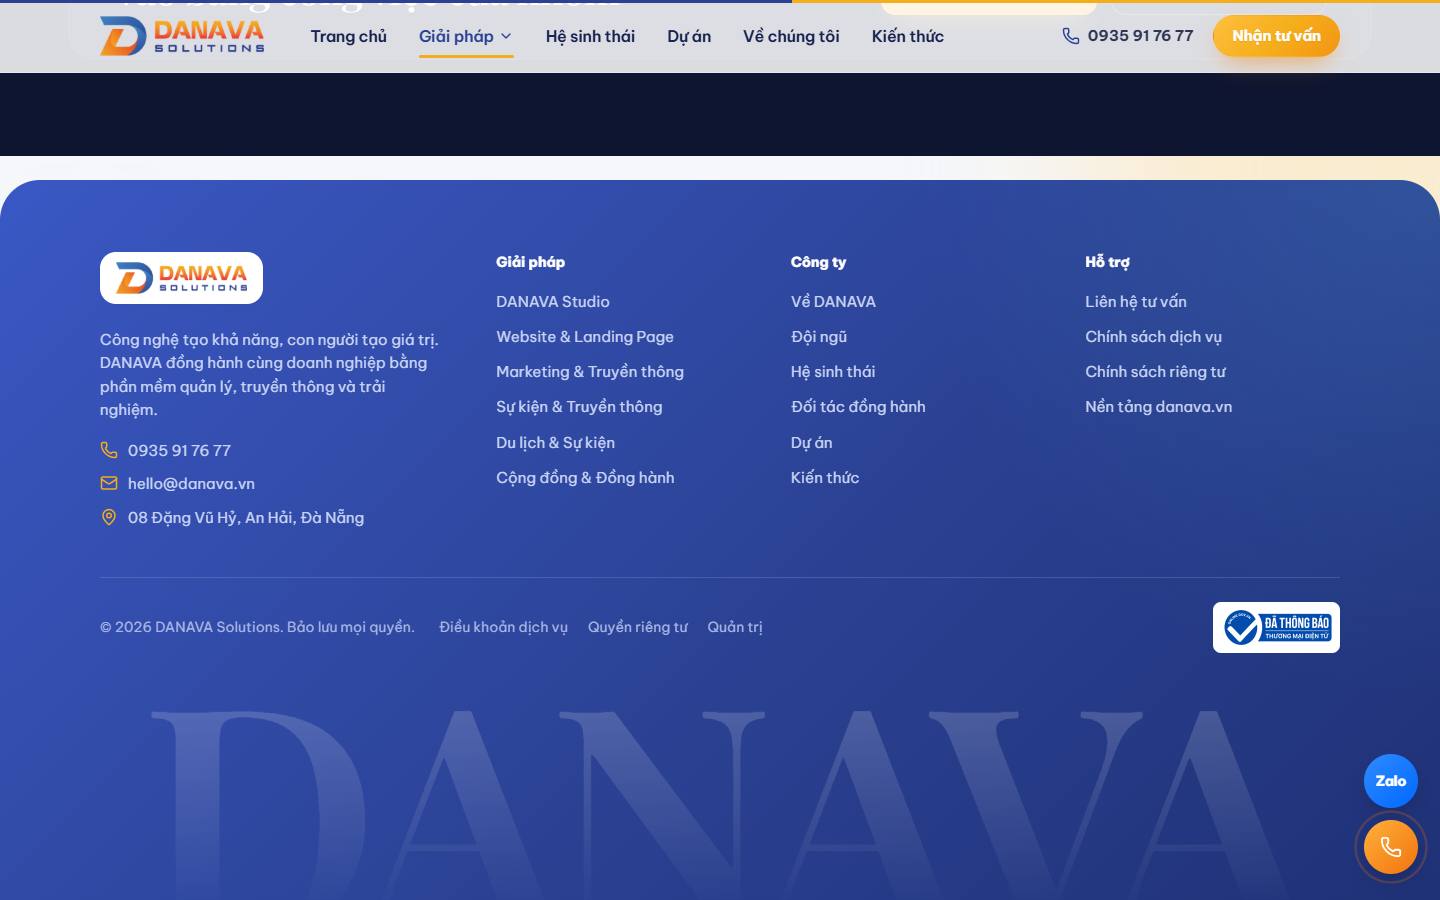 DANAVA
SOLUTIONS
Trang chủ
Giải pháp
Hệ sinh thái
Dự án
Về chúng tôi
Kiến thức
0935 91 76 77
Nhận tư vấn
DANAVA
SOLUTIONS
Công nghệ tạo khả năng, con người tạo giá trị.
DANAVA đồng hành cùng doanh nghiệp bằng
phần mềm quản lý, truyền thông và trải
nghiệm.
0935 91 76 77
hello@danava.vn
08 Đặng Vũ Hỷ, An Hải, Đà Nẵng
Giải pháp
DANAVA Studio
Website & Landing Page
Marketing & Truyền thông
Sự kiện & Truyền thông
Du lịch & Sự kiện
Cộng đồng & Đồng hành
Công ty
Về DANAVA
Đội ngũ
Hệ sinh thái
Đối tác đồng hành
Dự án
Kiến thức
Hỗ trợ
Liên hệ tư vấn
Chính sách dịch vụ
Chính sách riêng tư
Nền tảng danava.vn
© 2026 DANAVA Solutions. Bảo lưu mọi quyền.
Điều khoản dịch vụ
Quyền riêng tư
Quản trị
ĐÃ THÔNG BÁO
THƯƠNG MẠI ĐIỆN TỬ
DANAVA
Zalo